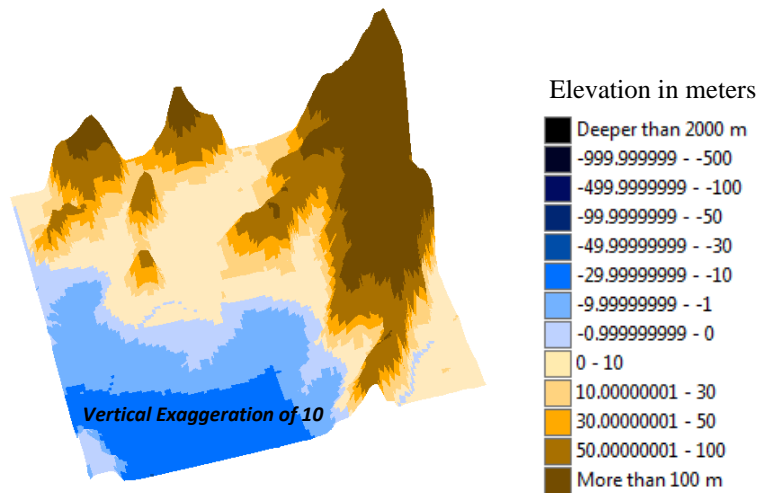 Elevation in meters
Deeper than 2000 m
-999.999999 - -500
-499.9999999 - -100
-99.9999999 - -50
-49.99999999 - -30
-29.99999999 - -10
-9.99999999 - -1
-0.999999999 - 0
0 - 10
10.00000001 - 30
30.00000001 - 50
50.00000001 - 100
More than 100 m
Vertical Exaggeration of 10